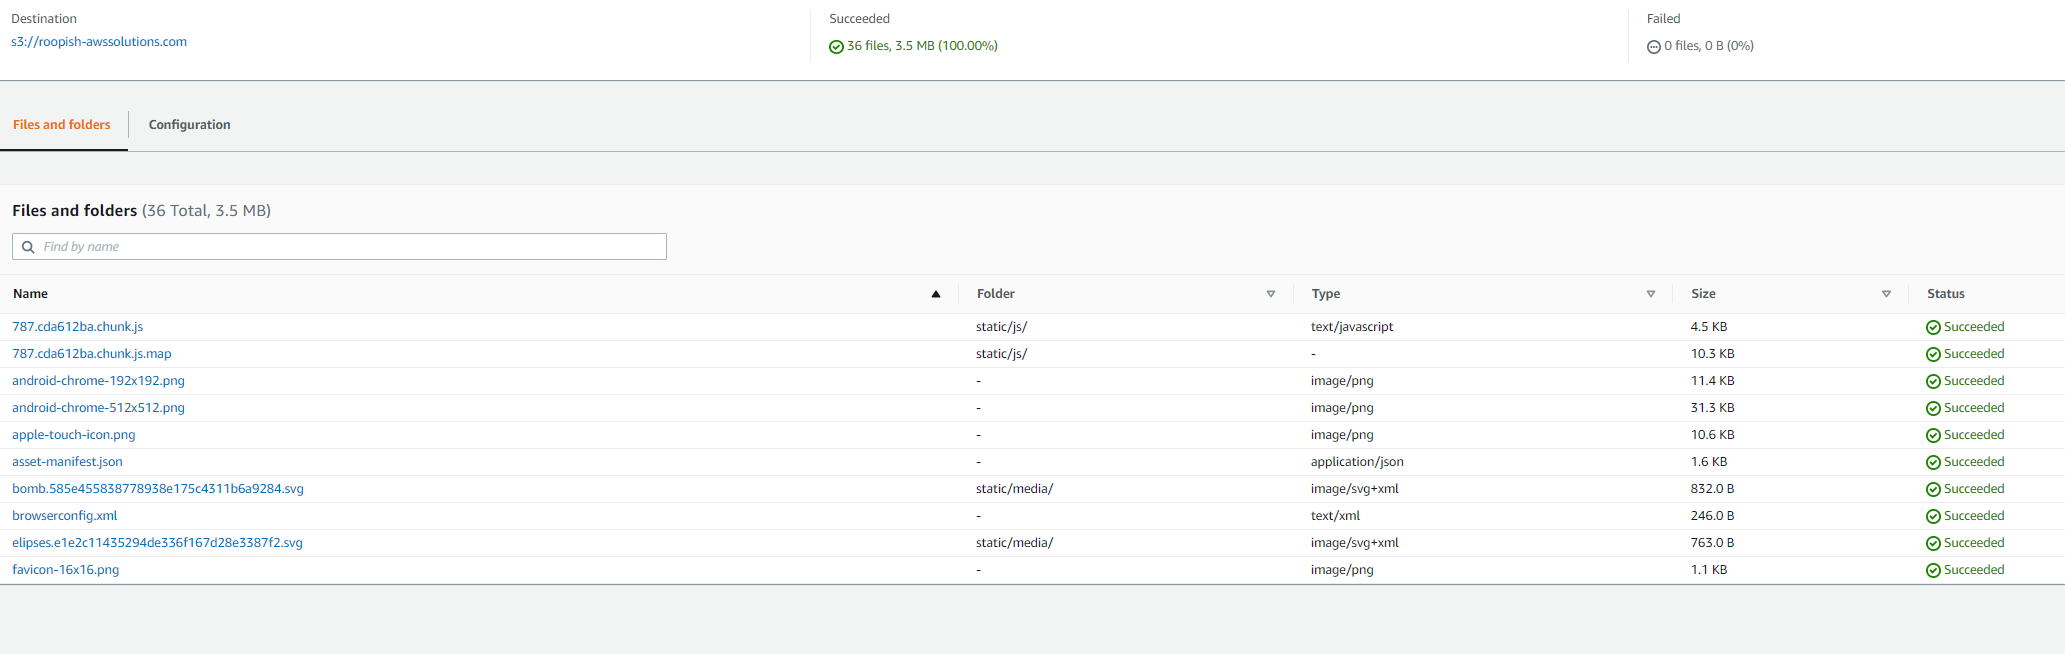 Destination Succeeded Failed
s3://roopish-awssolutions.com 36 files, 3.5 MB (100.00%) 0 files, 0 B (0%)
Files and folders Configuration
Files and folders (36 Total, 3.5 MB)
Find by name
Name Folder Type Size Status
787.cda612ba.chunk.js static/js/ text/javascript 4.5 KB Succeeded
787.cda612ba.chunk.js.map static/js/ - 10.3 KB Succeeded
android-chrome-192x192.png - image/png 11.4 KB Succeeded
android-chrome-512x512.png - image/png 31.3 KB Succeeded
apple-touch-icon.png - image/png 10.6 KB Succeeded
asset-manifest.json - application/json 1.6 KB Succeeded
bomb.585e455838778938e175c4311b6a9284.svg static/media/ image/svg+xml 832.0 B Succeeded
browserconfig.xml - text/xml 246.0 B Succeeded
elipses.e1e2c11435294de336f167d28e3387f2.svg static/media/ image/svg+xml 763.0 B Succeeded
favicon-16x16.png - image/png 1.1 KB Succeeded